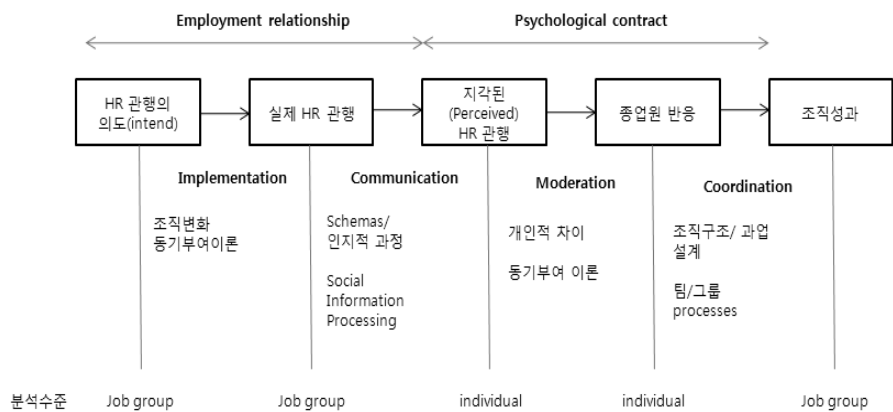 Employment relationship
Psychological contract
HR 관행의
의도(intend)
실제 HR 관행
지각된
(Perceived)
HR 관행
종업원 반응
조직성과
Implementation
Communication
Moderation
Coordination
조직변화
동기부여이론
Schemas/
인지적 과정
Social
Information
Processing
개인적 차이
동기부여 이론
조직구조/ 과업
설계
팀/그룹
processes
분석수준
Job group
Job group
individual
individual
Job group